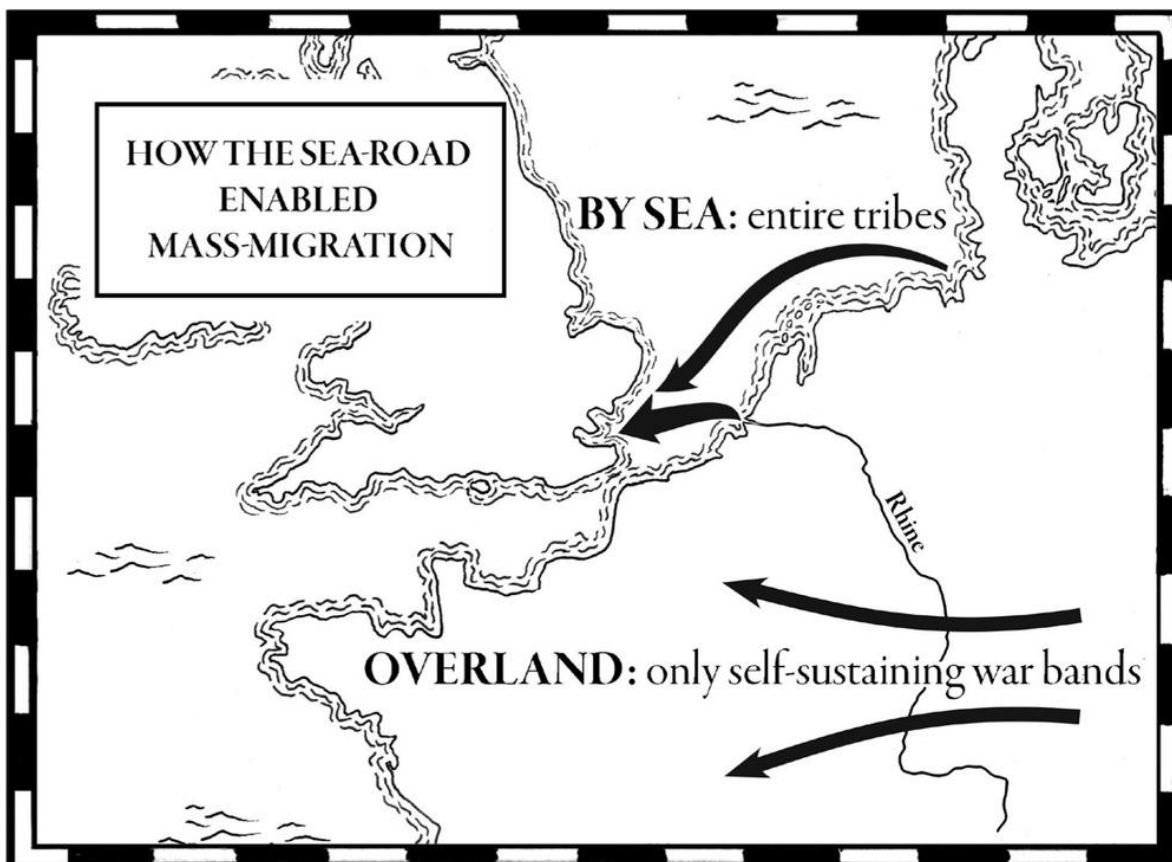 HOW THE SEA-ROAD
ENABLED
MASS-MIGRATION
BY SEA: entire tribes
Rhine
OVERLAND: only self-sustaining war bands